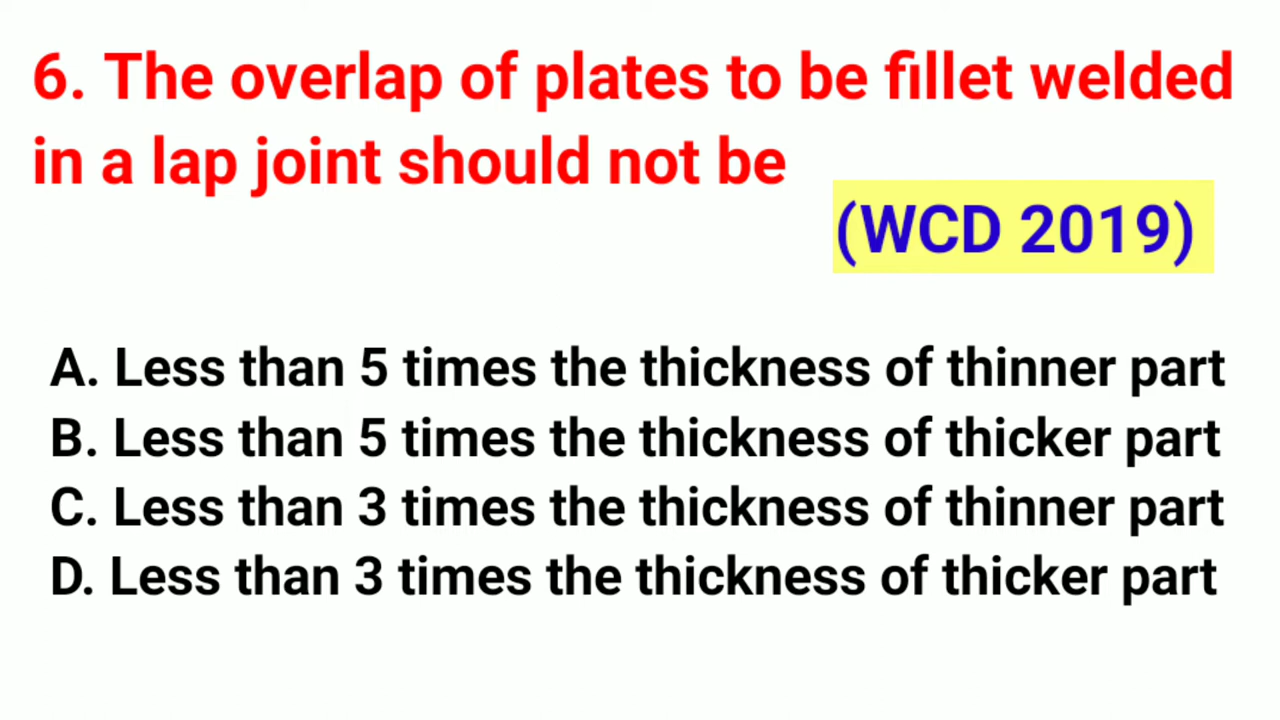 6. The overlap of plates to be fillet welded
in a lap joint should not be
(WCD 2019)
A. Less than 5 times the thickness of thinner part
B. Less than 5 times the thickness of thicker part
C. Less than 3 times the thickness of thinner part
D. Less than 3 times the thickness of thicker part